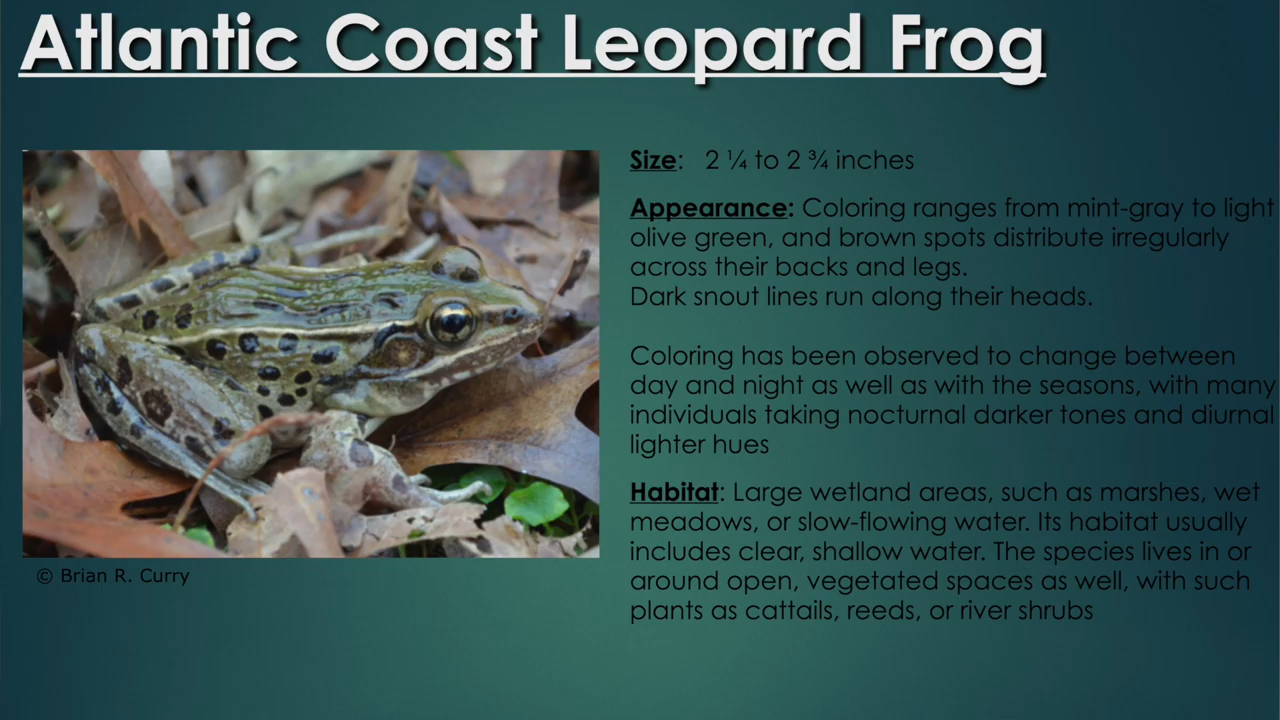 Atlantic Coast Leopard Frog
Size:   2 ¼ to 2 ¾ inches
Appearance: Coloring ranges from mint-gray to light
olive green, and brown spots distribute irregularly
across their backs and legs.
Dark snout lines run along their heads.
Coloring has been observed to change between
day and night as well as with the seasons, with many
individuals taking nocturnal darker tones and diurnal
lighter hues
Habitat: Large wetland areas, such as marshes, wet
meadows, or slow-flowing water. Its habitat usually
includes clear, shallow water. The species lives in or
around open, vegetated spaces as well, with such
plants as cattails, reeds, or river shrubs
© Brian R. Curry